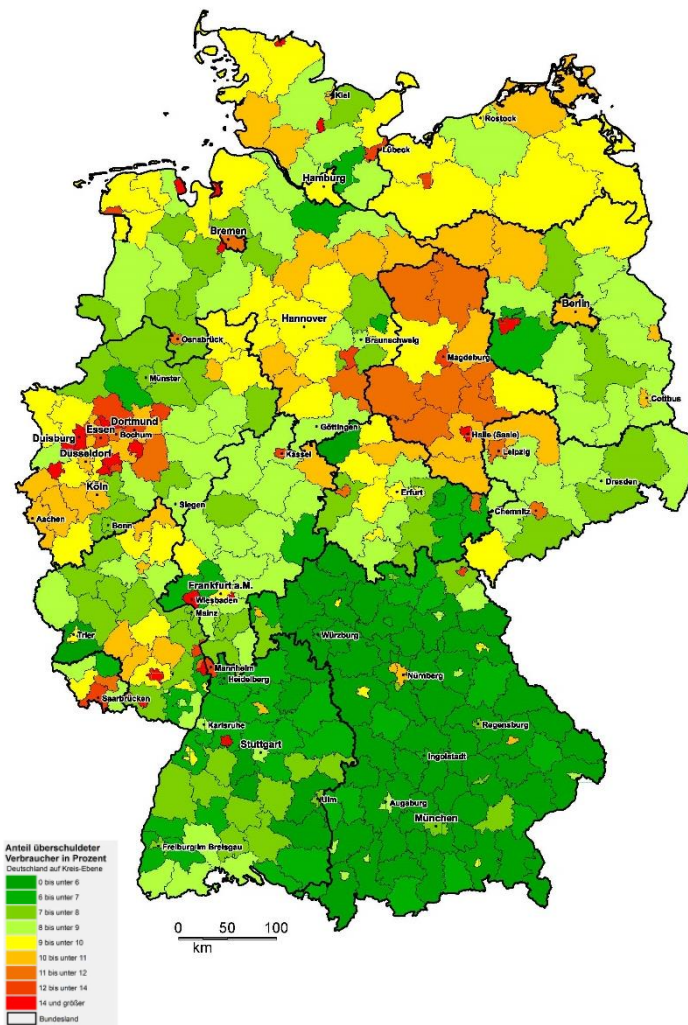 Kiel
Rostock
Lübeck
Hamburg
Bremen
Berlin
Hannover
Osnabrück
Braunschweig
Magdeburg
Münster
Cottbus
Dortmund
Essen
Bochum
Duisburg
Düsseldorf
Göttingen
Halle (Saale)
Leipzig
Kassel
Köln
Dresden
Erfurt
Siegen
Chemnitz
Aachen
Bonn
Frankfurt a.M.
Wiesbaden
Mainz
Trier
Würzburg
Mannheim
Nürnberg
Heidelberg
Saarbrücken
Karlsruhe
Regensburg
Stuttgart
Ingolstadt
Ulm
Augsburg
München
Freiburg im Breisgau
Anteil überschuldeter
Verbraucher in Prozent
Deutschland auf Kreis-Ebene
0 bis unter 6
6 bis unter 7
7 bis unter 8
8 bis unter 9
9 bis unter 10
10 bis unter 11
11 bis unter 12
12 bis unter 14
14 und größer
Bundesland
0 50 100
km